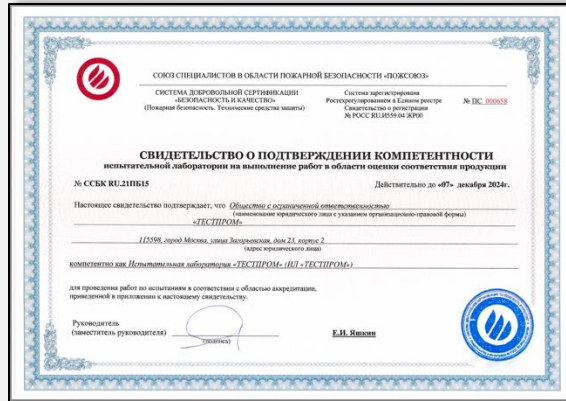 СОЮЗ СПЕЦИАЛИСТОВ В ОБЛАСТИ ПОЖАРНОЙ БЕЗОПАСНОСТИ «ПОЖСОЮЗ»
СИСТЕМА ДОБРОВОЛЬНОЙ СЕРТИФИКАЦИИ
«БЕЗОПАСНОСТЬ И КАЧЕСТВО»
(Пожарная безопасность. Технические средства защиты)
Система зарегистрирована
Ростехрегулированием в Едином реестре
Свидетельство о регистрации
№ РОСС RU.И559.04 ЖР00
№ ПС 000658
СВИДЕТЕЛЬСТВО О ПОДТВЕРЖДЕНИИ КОМПЕТЕНТНОСТИ
испытательной лаборатории на выполнение работ в области оценки соответствия продукции
№ ССБК RU.21ПБ15
Действительно до «07» декабря 2024г.
Настоящее свидетельство подтверждает, что Общество с ограниченной ответственностью
(наименование юридического лица с указанием организационно-правовой формы)
«ТЕСТПРОМ»
115598, город Москва, улица Загорьевская, дом 23, корпус 2
(адрес юридического лица)
компетентно как Испытательная лаборатория «ТЕСТПРОМ» (ИЛ «ТЕСТПРОМ»)
для проведения работ по испытаниям в соответствии с областью аккредитации,
приведенной в приложении к настоящему свидетельству.
Руководитель
(заместитель руководителя)
(подпись)
Е.И. Яшкин